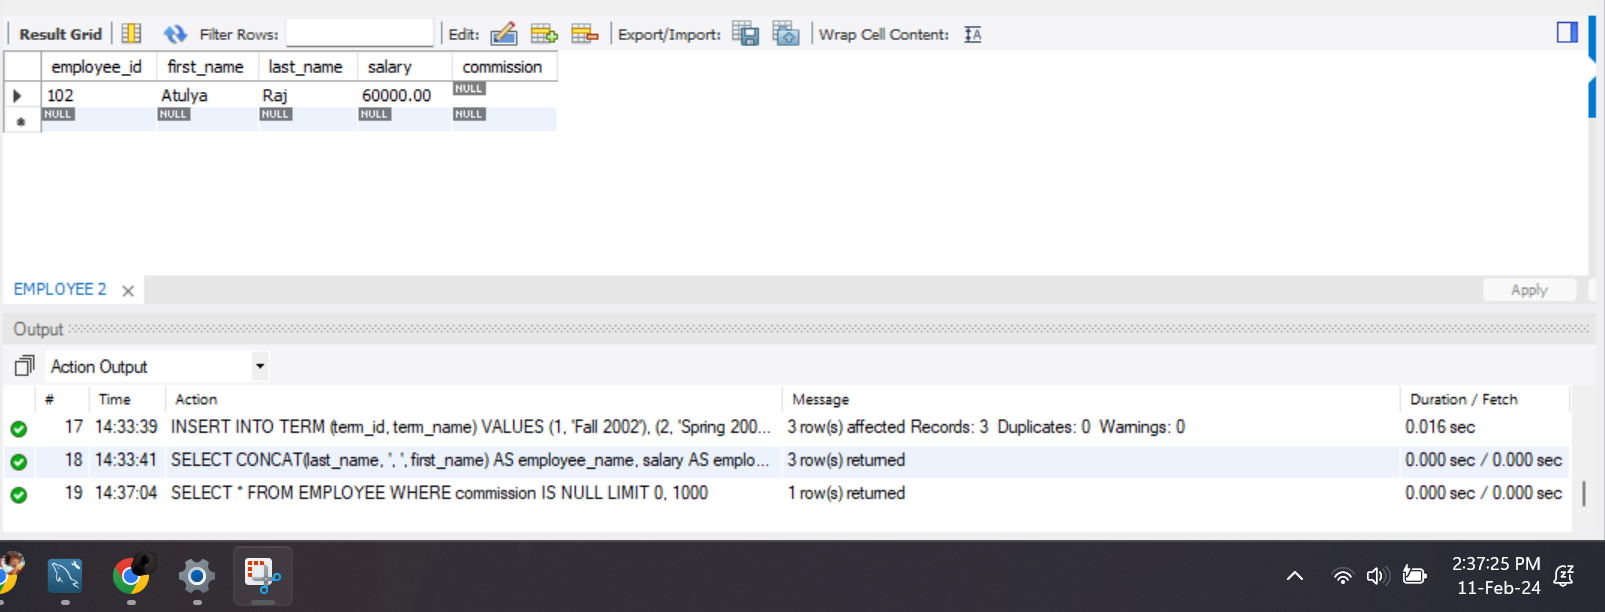 Result Grid Filter Rows: Edit: Export/Import: Wrap Cell Content: IA
employee_id first_name last_name salary commission
102 Atulya Raj 60000.00 NULL
NULL NULL NULL NULL NULL
EMPLOYEE 2 Apply
Output
Action Output
# Time Action Message Duration / Fetch
17 14:33:39 INSERT INTO TERM (term_id, term_name) VALUES (1, 'Fall 2002'), (2, 'Spring 200... 3 row(s) affected Records: 3 Duplicates: 0 Warnings: 0 0.016 sec
18 14:33:41 SELECT CONCAT(last_name, ', ', first_name) AS employee_name, salary AS emplo... 3 row(s) returned 0.000 sec / 0.000 sec
19 14:37:04 SELECT * FROM EMPLOYEE WHERE commission IS NULL LIMIT 0, 1000 1 row(s) returned 0.000 sec / 0.000 sec
2:37:25 PM
11-Feb-24